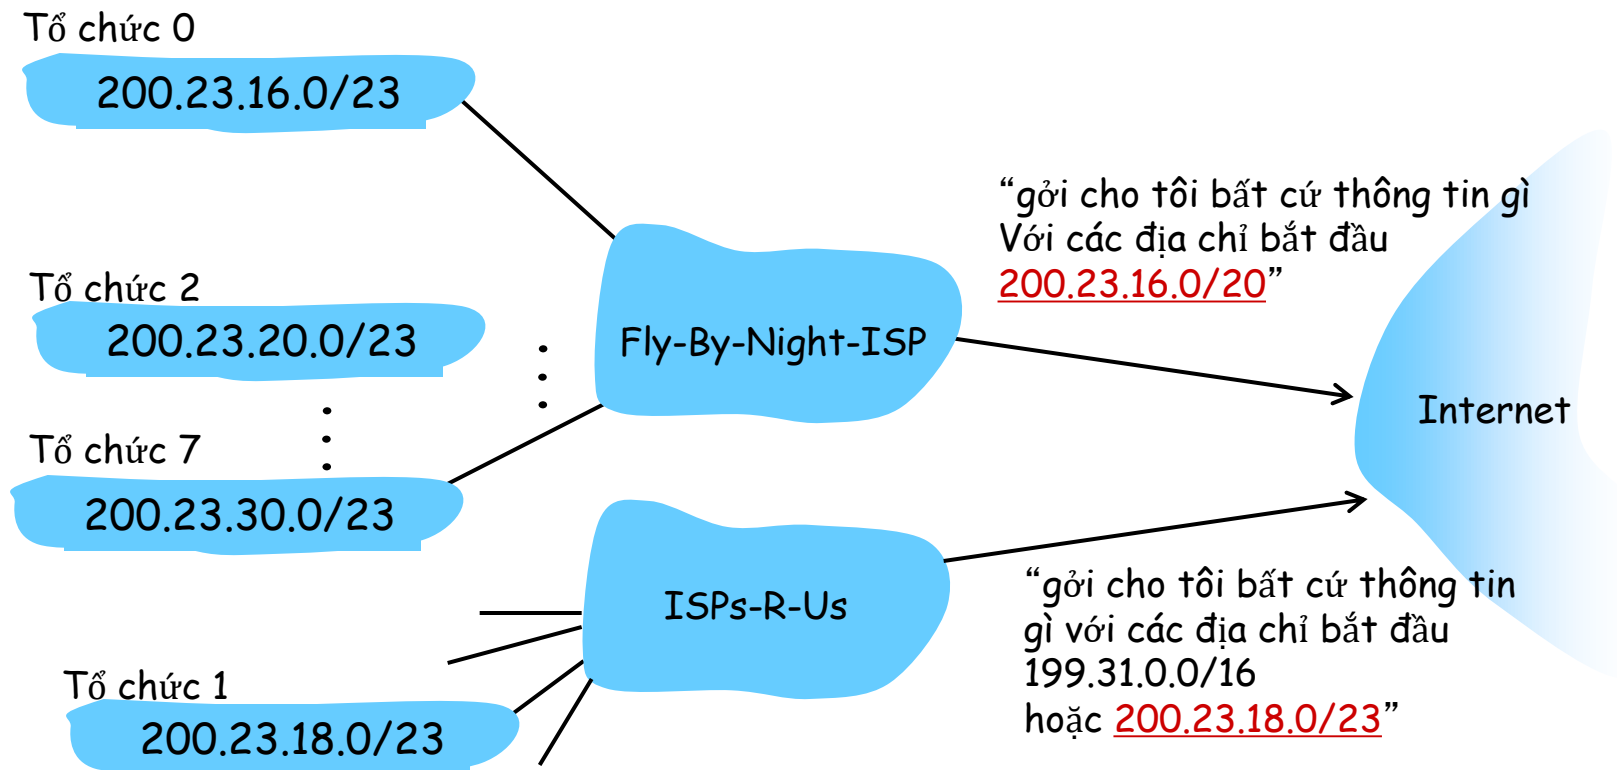 Tổ chức 0
200.23.16.0/23
Tổ chức 2
200.23.20.0/23
Tổ chức 7
200.23.30.0/23
Fly-By-Night-ISP
“gởi cho tôi bất cứ thông tin gì
Với các địa chỉ bắt đầu
200.23.16.0/20”
Internet
ISPs-R-Us
“gởi cho tôi bất cứ thông tin
gì với các địa chỉ bắt đầu
199.31.0.0/16
hoặc 200.23.18.0/23”
Tổ chức 1
200.23.18.0/23